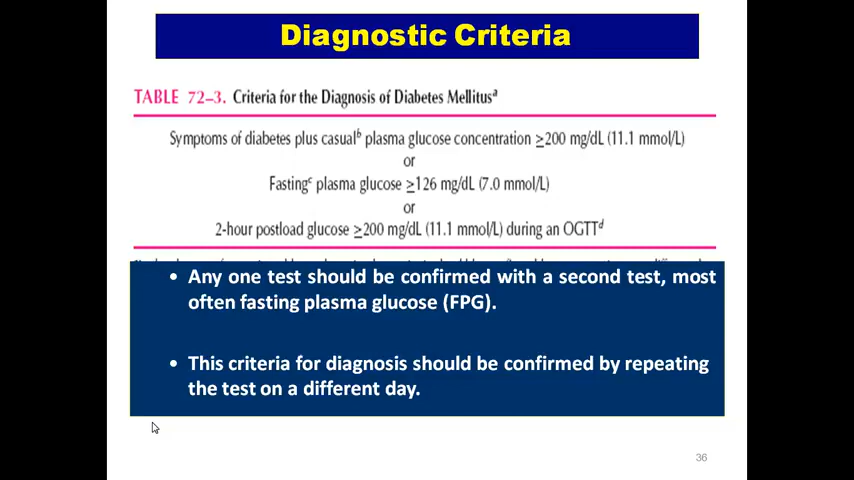 Diagnostic Criteria
TABLE 72–3. Criteria for the Diagnosis of Diabetes Mellitusᵃ
Symptoms of diabetes plus casualᵇ plasma glucose concentration ≥200 mg/dL (11.1 mmol/L)
or
Fastingᶜ plasma glucose ≥126 mg/dL (7.0 mmol/L)
or
2-hour postload glucose ≥200 mg/dL (11.1 mmol/L) during an OGTTᵈ
• Any one test should be confirmed with a second test, most
often fasting plasma glucose (FPG).
• This criteria for diagnosis should be confirmed by repeating
the test on a different day.
36